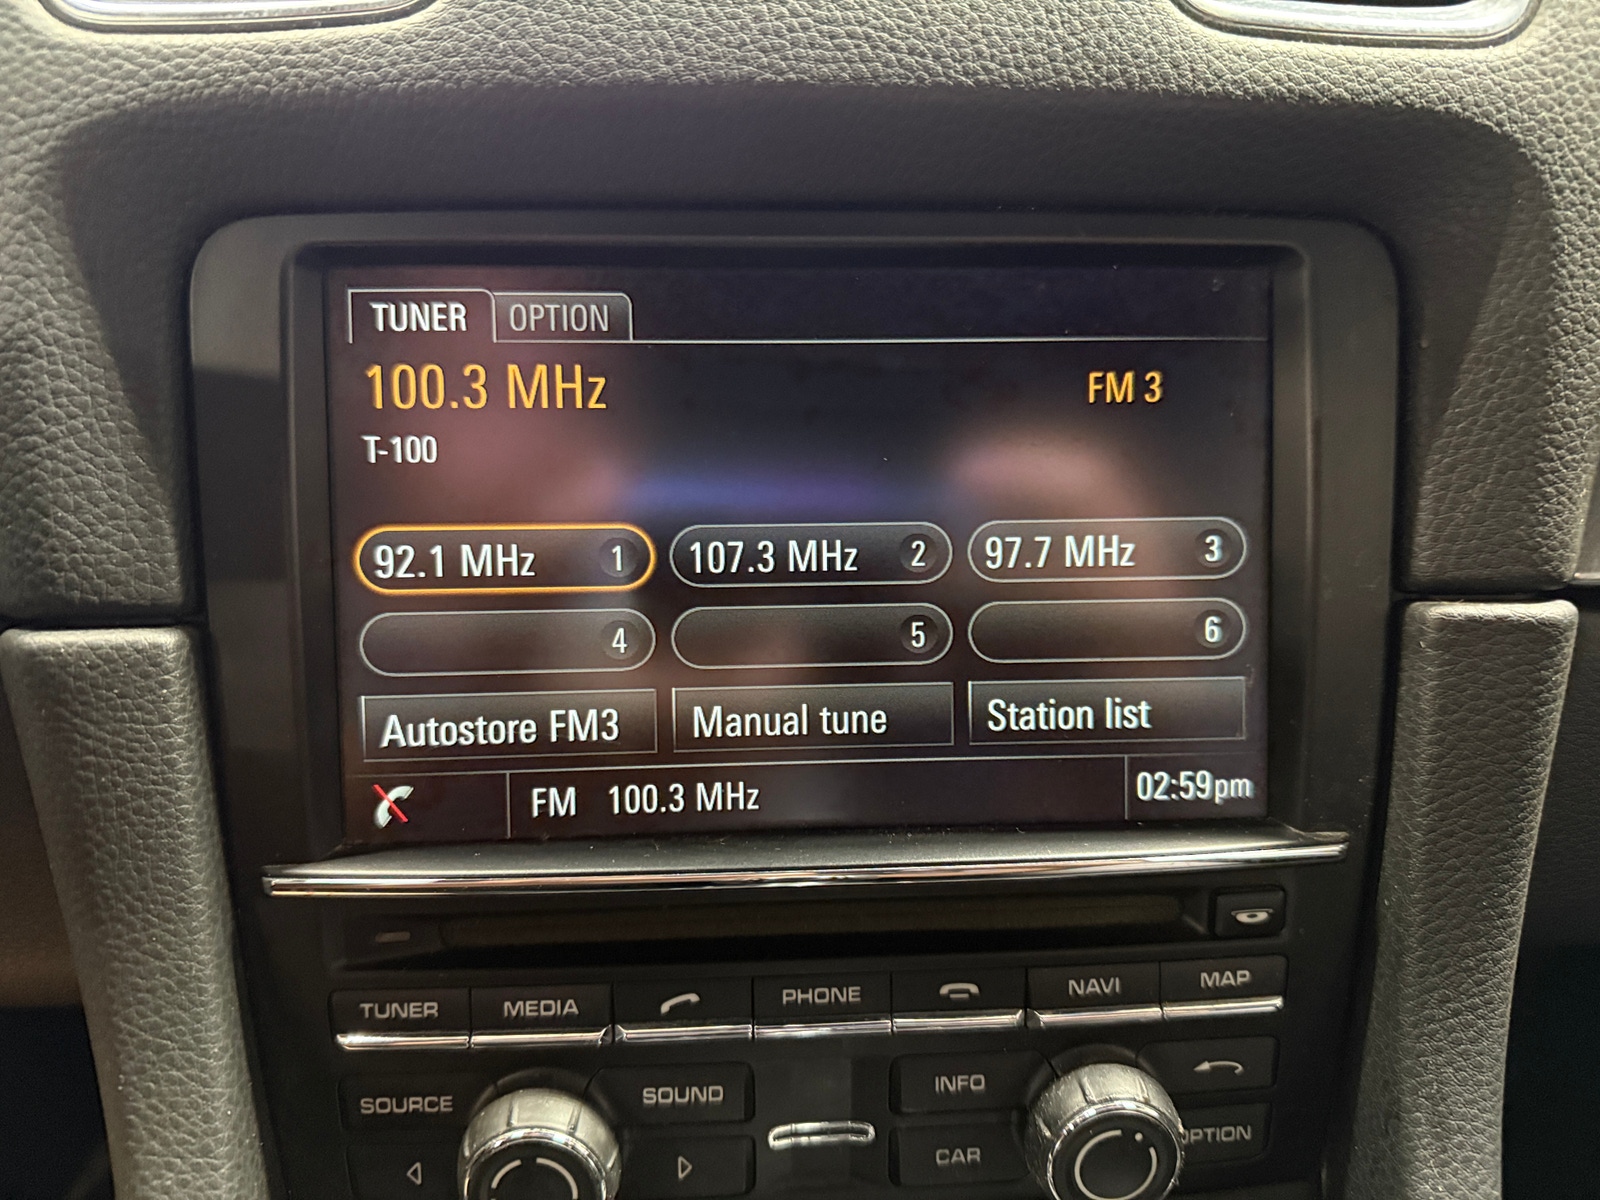 TUNER OPTION
100.3 MHz FM 3
T-100
92.1 MHz 1 107.3 MHz 2 97.7 MHz 3
4 5 6
Autostore FM3 Manual tune Station list
FM 100.3 MHz 02:59pm
TUNER MEDIA PHONE NAVI MAP
SOURCE SOUND INFO
CAR OPTION